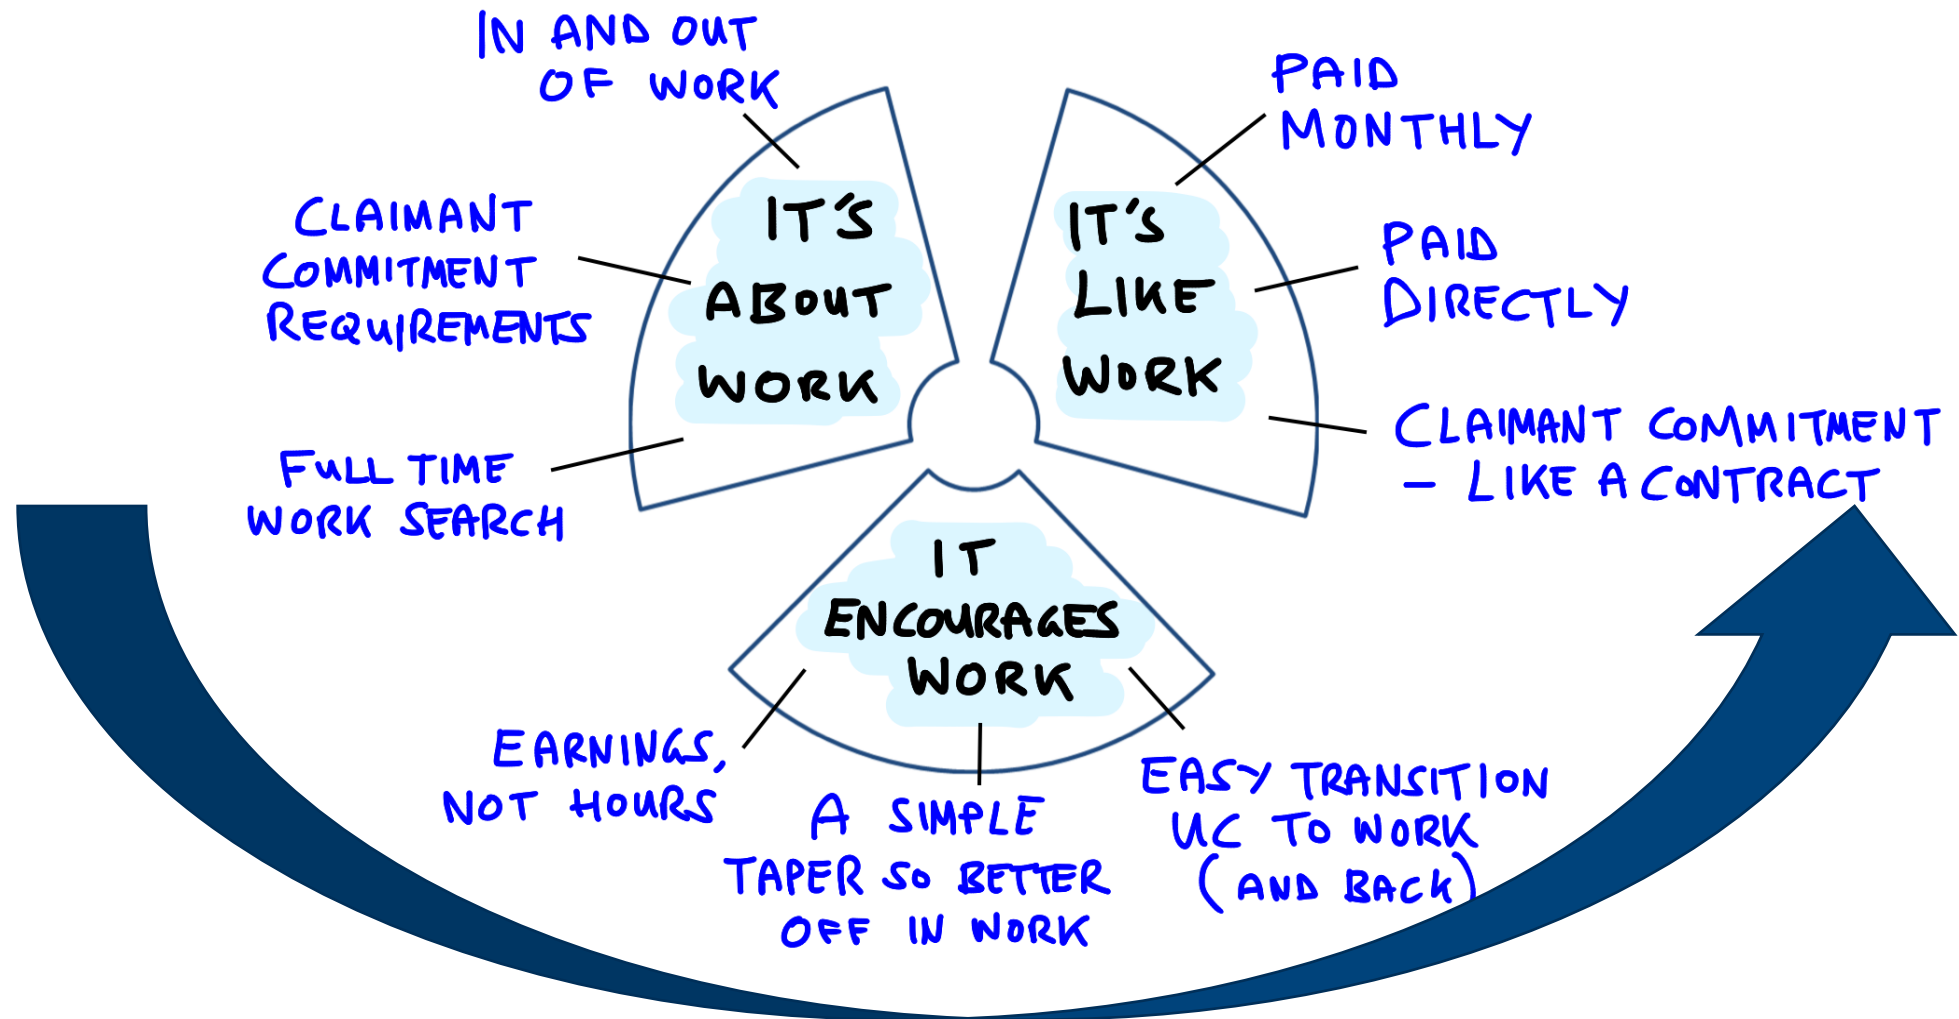 IN AND OUT
OF WORK
CLAIMANT
COMMITMENT
REQUIREMENTS
FULL TIME
WORK SEARCH
IT'S
ABOUT
WORK
IT'S
LIKE
WORK
PAID
MONTHLY
PAID
DIRECTLY
CLAIMANT COMMITMENT
– LIKE A CONTRACT
IT
ENCOURAGES
WORK
EARNINGS,
NOT HOURS
A SIMPLE
TAPER SO BETTER
OFF IN WORK
EASY TRANSITION
UC TO WORK
(AND BACK)